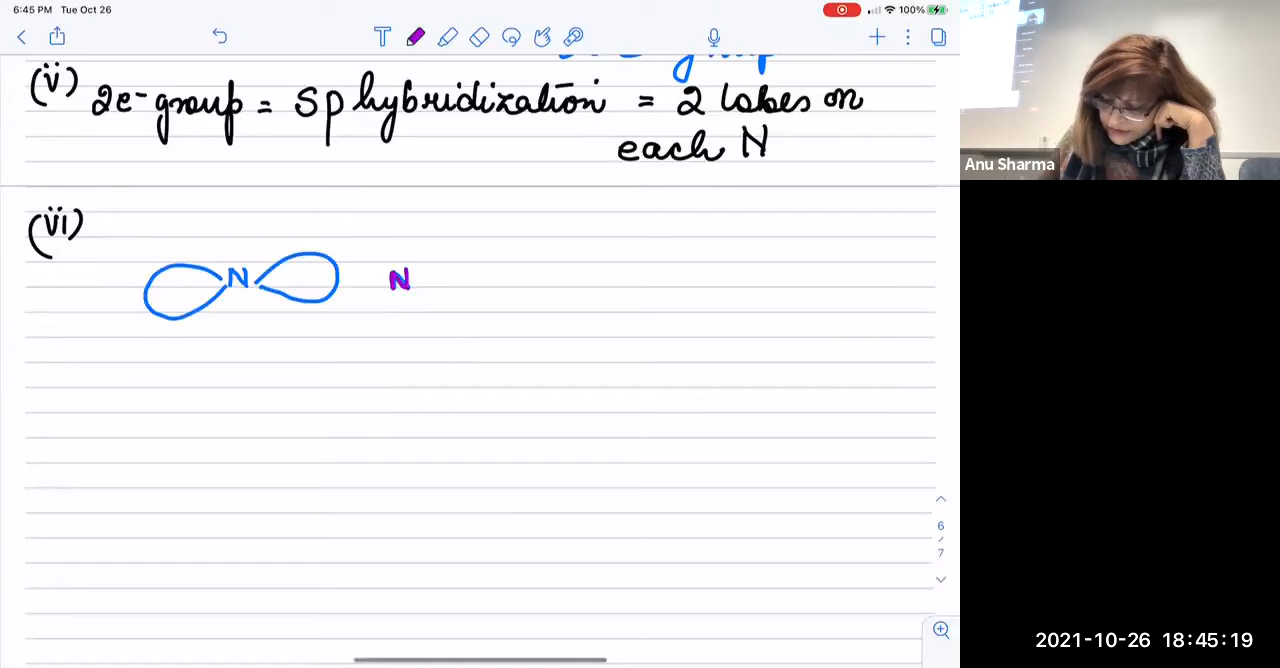 6:45 PM Tue Oct 26
100%
(v) 2e- group = sp hybridization = 2 lobes on
each N
(vi)
N N
6
7
Anu Sharma
2021-10-26 18:45:19